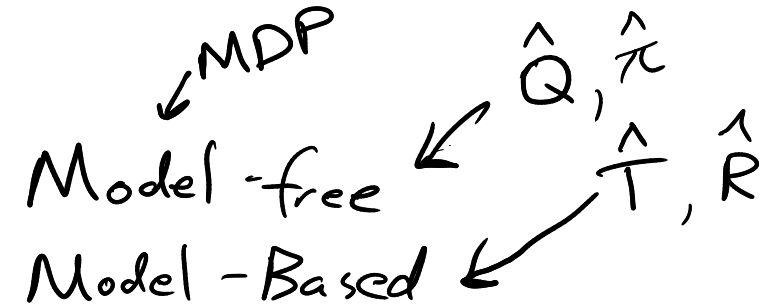 MDP
Q̂, π̂
Model-free
T̂, R̂
Model-Based